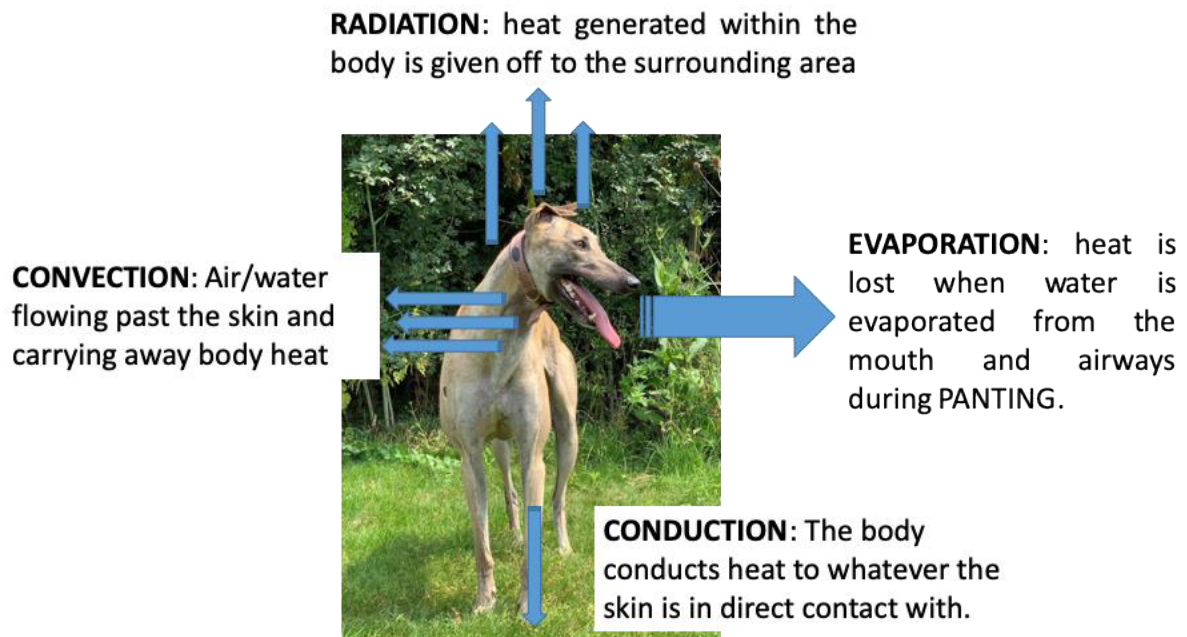 RADIATION: heat generated within the
body is given off to the surrounding area
CONVECTION: Air/water
flowing past the skin and
carrying away body heat
EVAPORATION: heat is
lost when water is
evaporated from the
mouth and airways
during PANTING.
CONDUCTION: The body
conducts heat to whatever the
skin is in direct contact with.